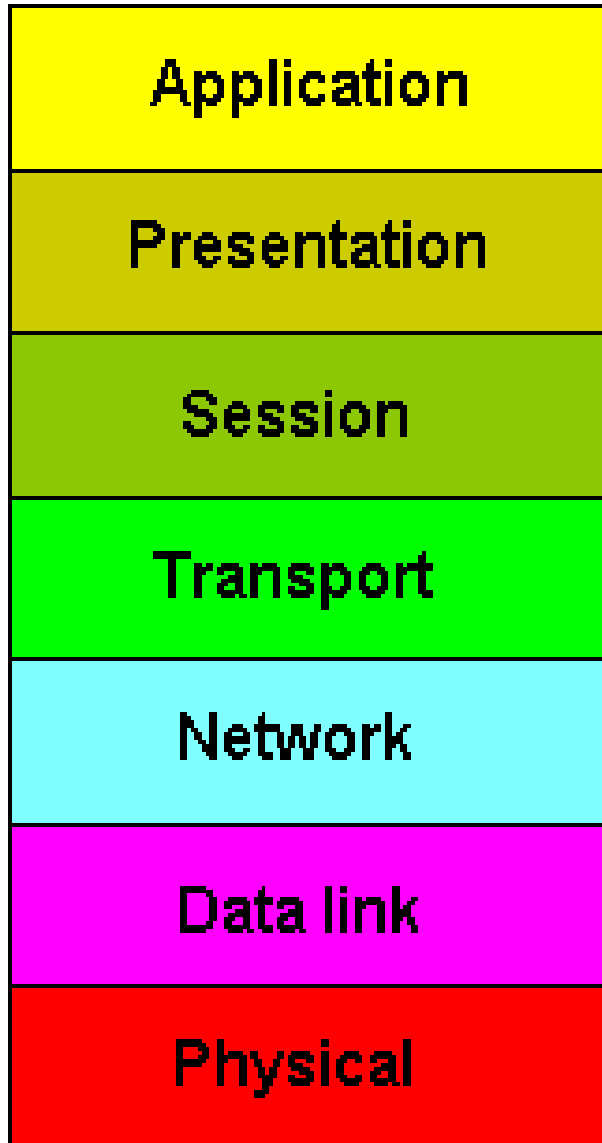 Application
Presentation
Session
Transport
Network
Data link
Physical